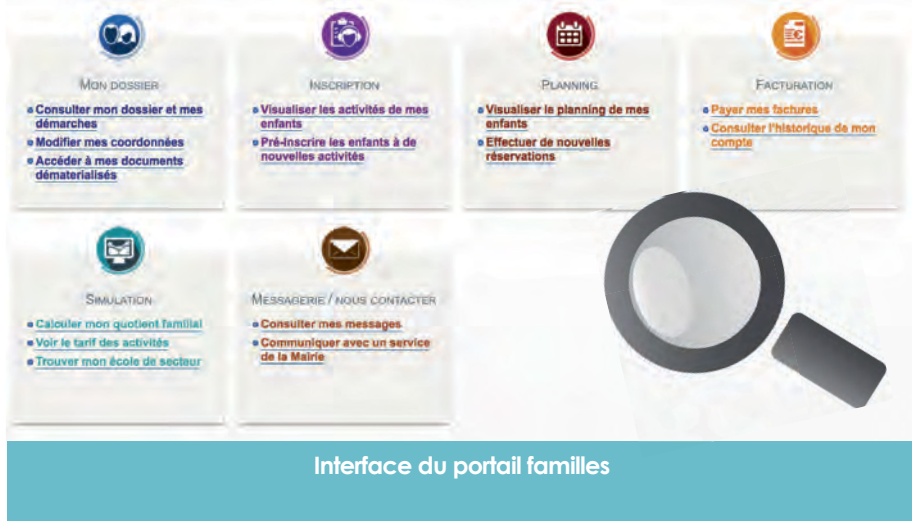 MON DOSSIER
Consulter mon dossier et mes
démarches
Modifier mes coordonnées
Accéder à mes documents
dématerialisés
INSCRIPTION
Visualiser les activités de mes
enfants
Pré-inscrire les enfants à de
nouvelles activités
PLANNING
Visualiser le planning de mes
enfants
Effectuer de nouvelles
réservations
FACTURATION
Payer mes factures
Consulter l'historique de mon
compte
SIMULATION
Calculer mon quotient familial
Voir le tarif des activités
Trouver mon école de secteur
MESSAGERIE / NOUS CONTACTER
Consulter mes messages
Communiquer avec un service
de la Mairie
Interface du portail familles